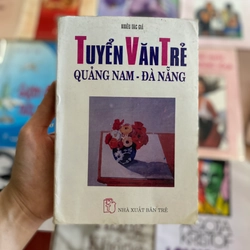 NHIỀU TÁC GIẢ
TUYỂN VĂN TRẺ
QUẢNG NAM - ĐÀ NẴNG
NHÀ XUẤT BẢN TRẺ